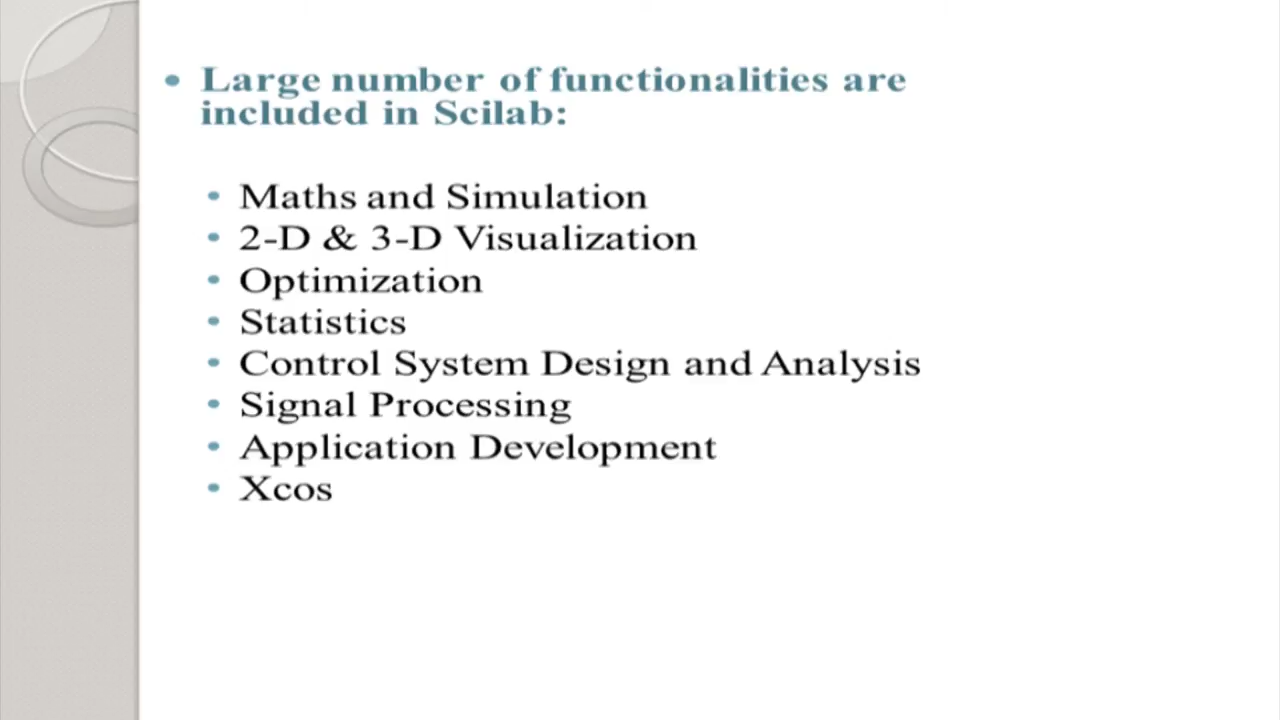 • Large number of functionalities are
included in Scilab:
• Maths and Simulation
• 2-D & 3-D Visualization
• Optimization
• Statistics
• Control System Design and Analysis
• Signal Processing
• Application Development
• Xcos